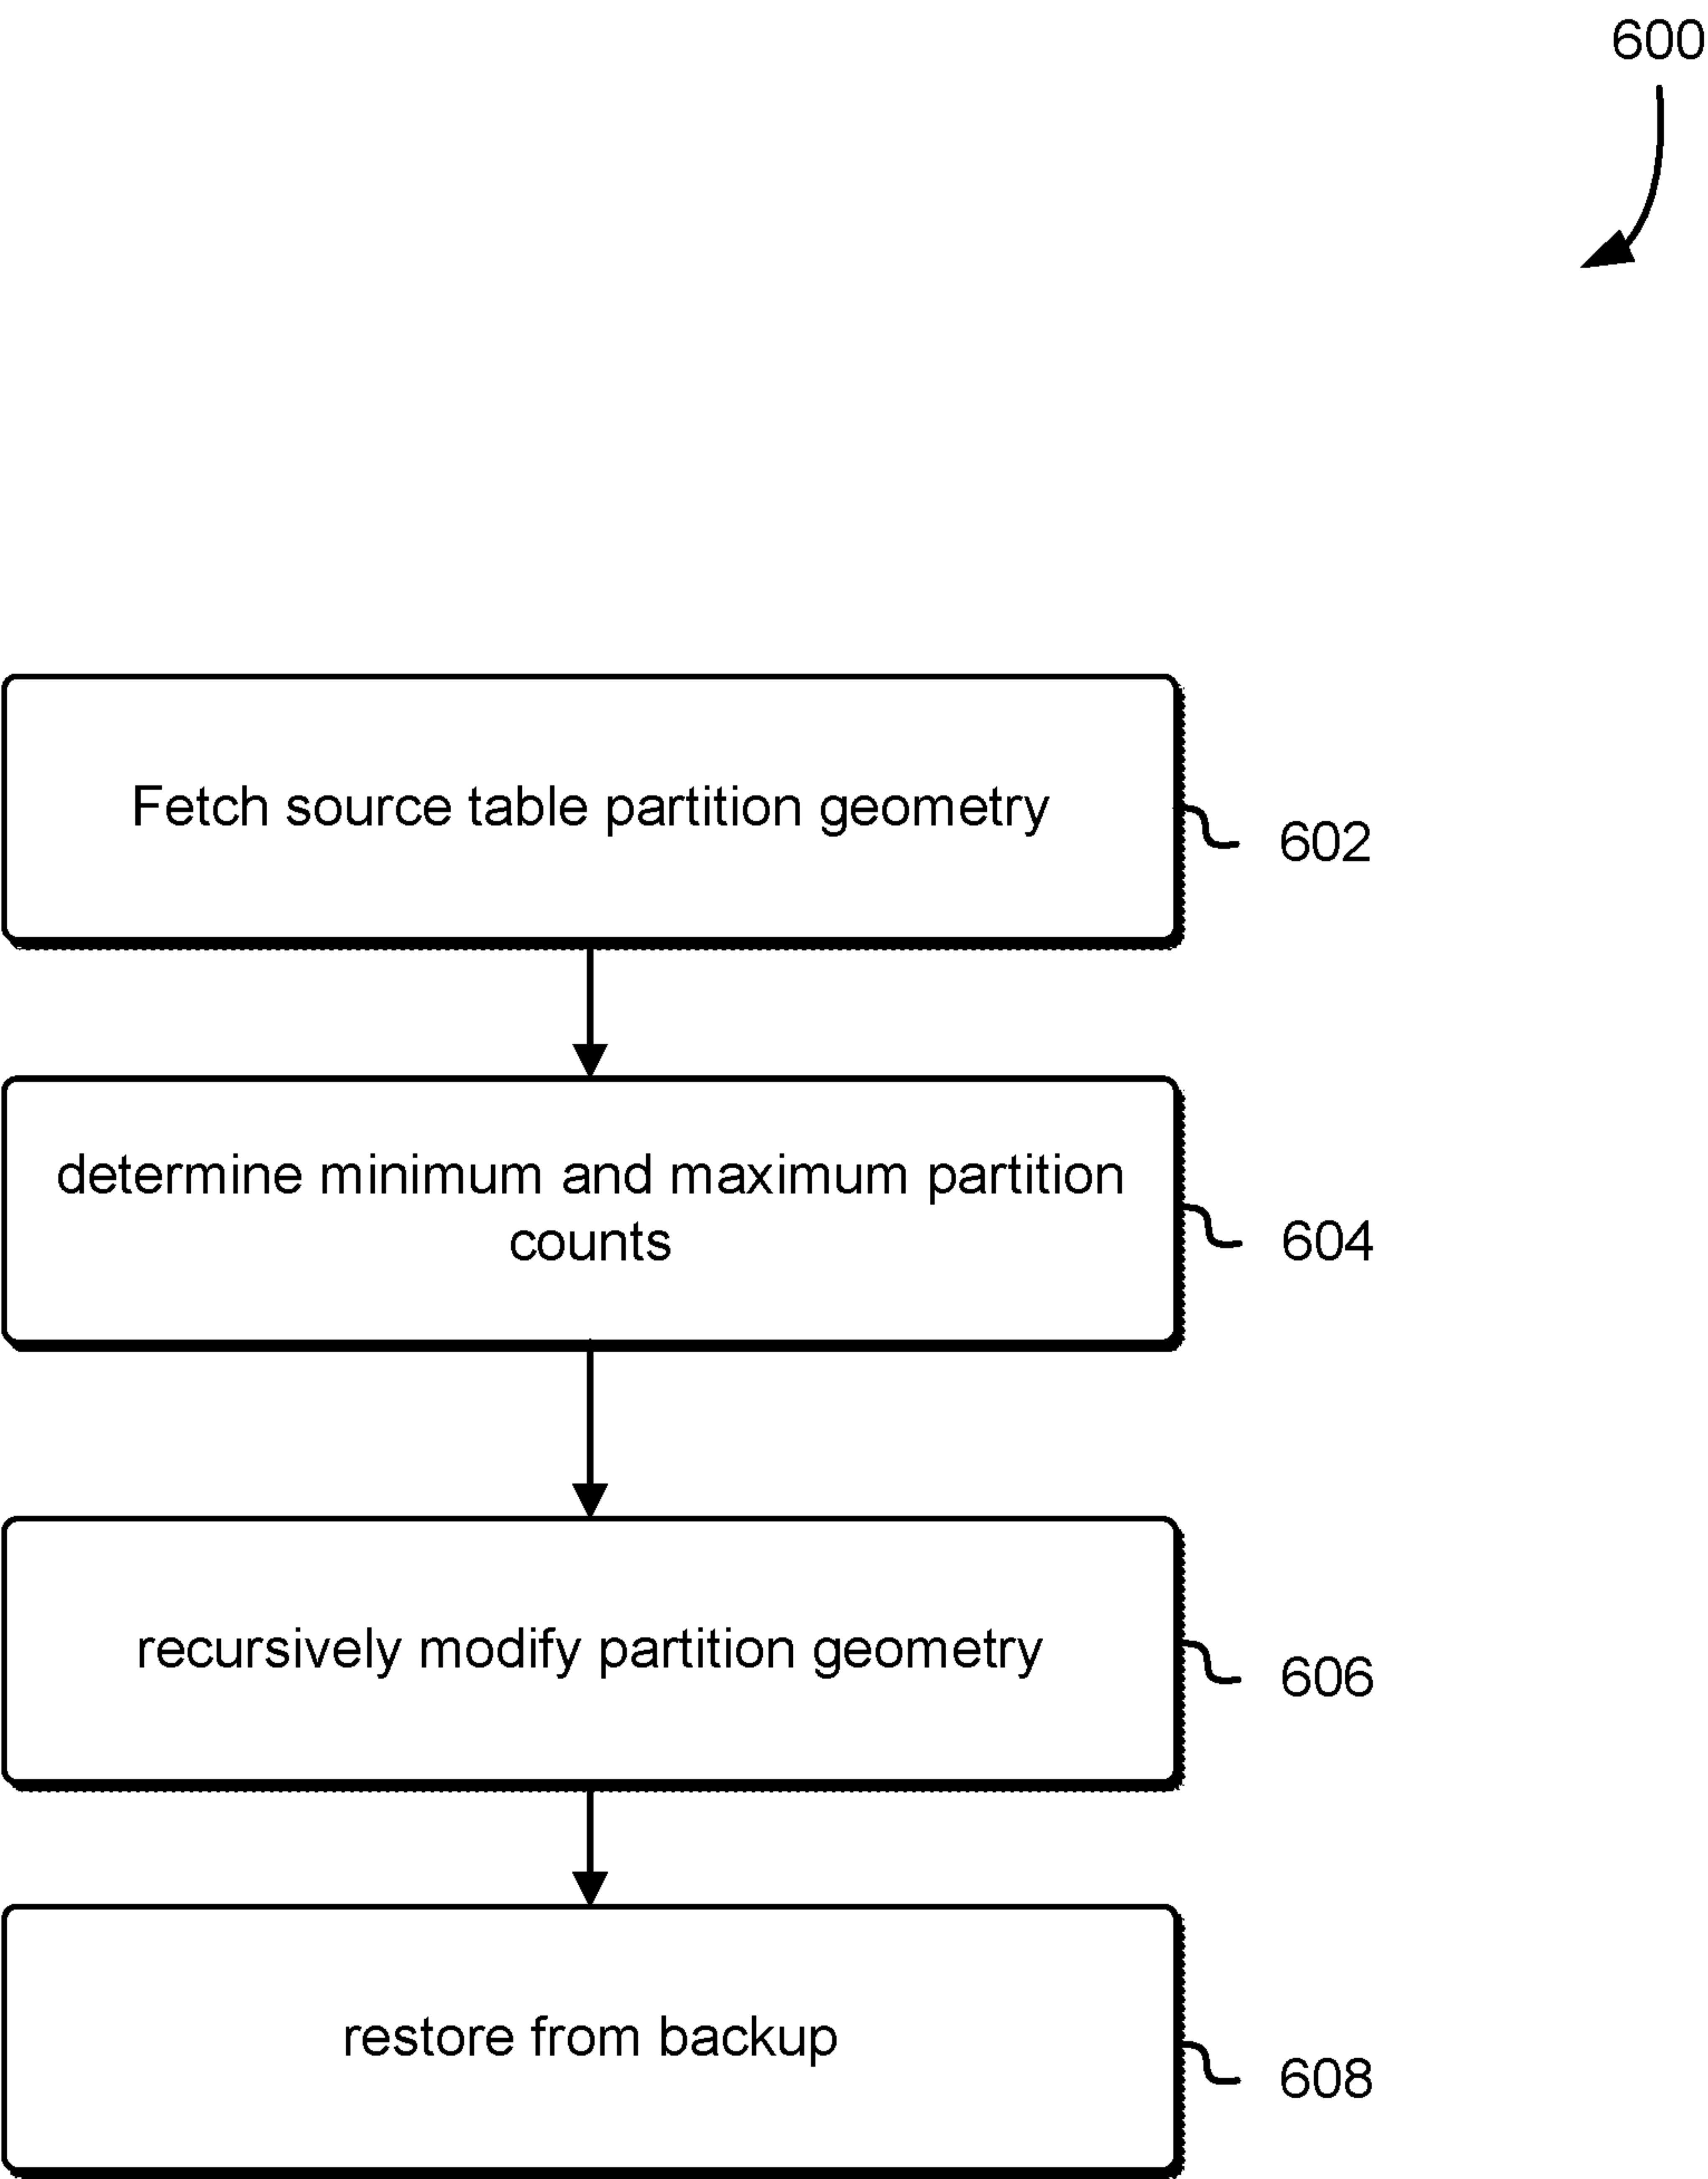 600
Fetch source table partition geometry
602
determine minimum and maximum partition
counts
604
recursively modify partition geometry
606
restore from backup
608